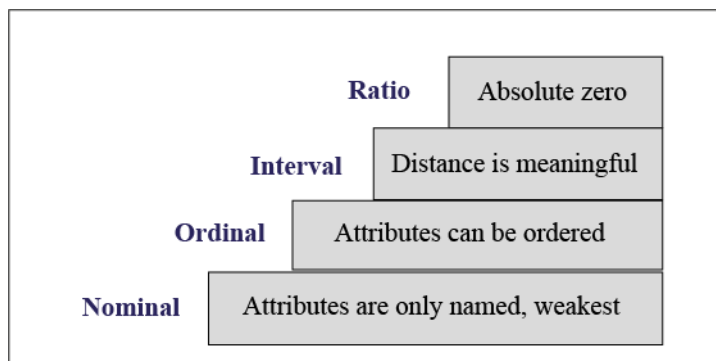 Ratio Absolute zero
Interval Distance is meaningful
Ordinal Attributes can be ordered
Nominal Attributes are only named, weakest